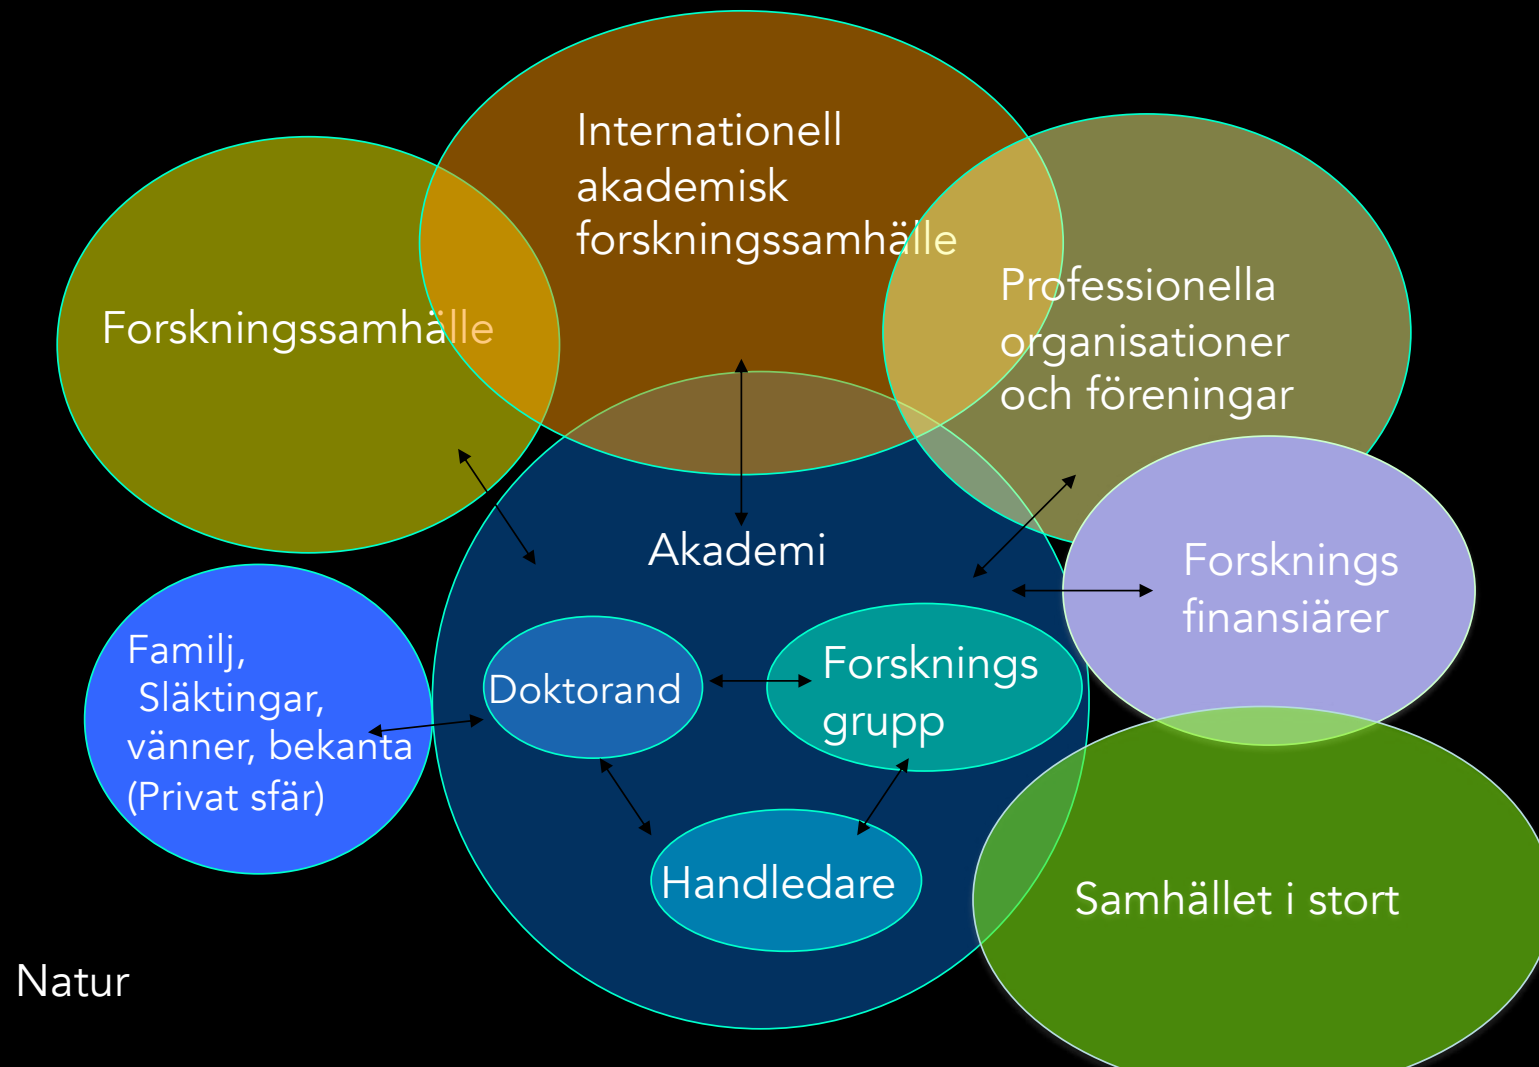 Internationell
akademisk
forskningssamhälle
Forskningssamhälle
Professionella
organisationer
och föreningar
Akademi
Forsknings
finansiärer
Familj,
Släktingar,
vänner, bekanta
(Privat sfär)
Doktorand
Forsknings
grupp
Handledare
Samhället i stort
Natur